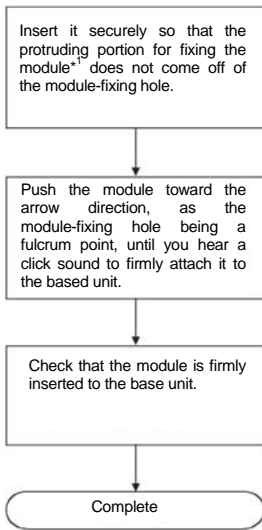 Insert it securely so that the
protruding portion for fixing the
module*1 does not come off of
the module-fixing hole.
Push the module toward the
arrow direction, as the
module-fixing hole being a
fulcrum point, until you hear a
click sound to firmly attach it to
the based unit.
Check that the module is firmly
inserted to the base unit.
Complete